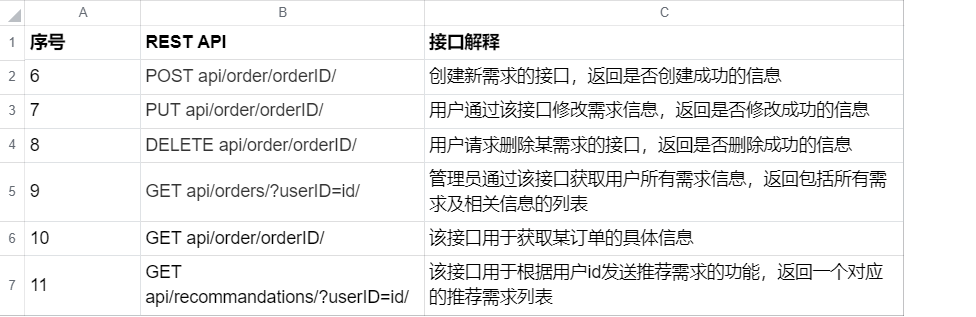 A B C
1 序号 REST API 接口解释
2 6 POST api/order/orderID/ 创建新需求的接口，返回是否创建成功的信息
3 7 PUT api/order/orderID/ 用户通过该接口修改需求信息，返回是否修改成功的信息
4 8 DELETE api/order/orderID/ 用户请求删除某需求的接口，返回是否删除成功的信息
5 9 GET api/orders/?userID=id/ 管理员通过该接口获取用户所有需求信息，返回包括所有需
求及相关信息的列表
6 10 GET api/order/orderID/ 该接口用于获取某订单的具体信息
7 11 GET 该接口用于根据用户id发送推荐需求的功能，返回一个对应
api/recommandations/?userID=id/ 的推荐需求列表